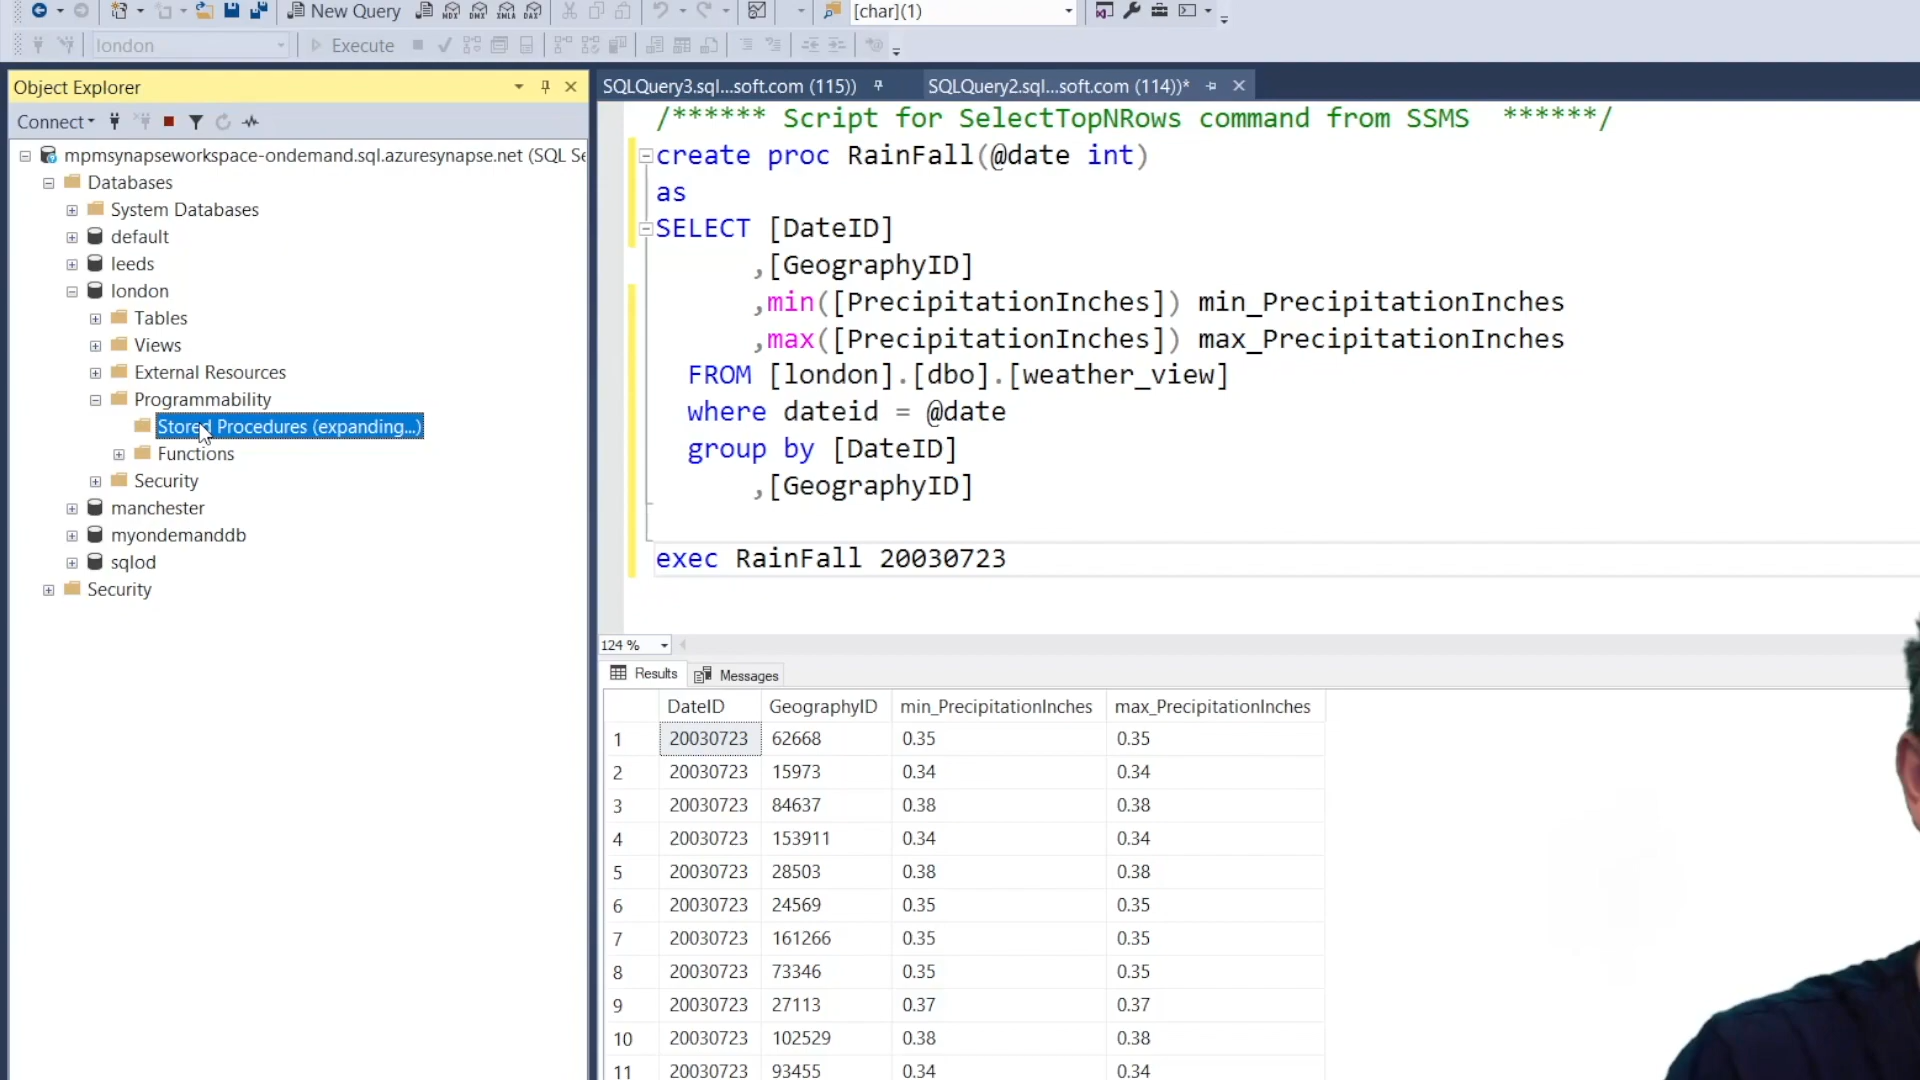 New Query
[char](1)
london
Execute
Object Explorer
Connect
mpmsynapseworkspace-ondemand.sql.azuresynapse.net (SQL Se
Databases
System Databases
default
leeds
london
Tables
Views
External Resources
Programmability
Stored Procedures (expanding...)
Functions
Security
manchester
myondemanddb
sqlod
Security
SQLQuery3.sql...soft.com (115))
SQLQuery2.sql...soft.com (114))*
/****** Script for SelectTopNRows command from SSMS  ******/
create proc RainFall(@date int)
as
SELECT [DateID]
,[GeographyID]
,min([PrecipitationInches]) min_PrecipitationInches
,max([PrecipitationInches]) max_PrecipitationInches
FROM [london].[dbo].[weather_view]
where dateid = @date
group by [DateID]
,[GeographyID]
exec RainFall 20030723
124 %
Results
Messages
DateID GeographyID min_PrecipitationInches max_PrecipitationInches
1 20030723 62668 0.35 0.35
2 20030723 15973 0.34 0.34
3 20030723 84637 0.38 0.38
4 20030723 153911 0.34 0.34
5 20030723 28503 0.38 0.38
6 20030723 24569 0.35 0.35
7 20030723 161266 0.35 0.35
8 20030723 73346 0.35 0.35
9 20030723 27113 0.37 0.37
10 20030723 102529 0.38 0.38
11 20030723 93455 0.34 0.34